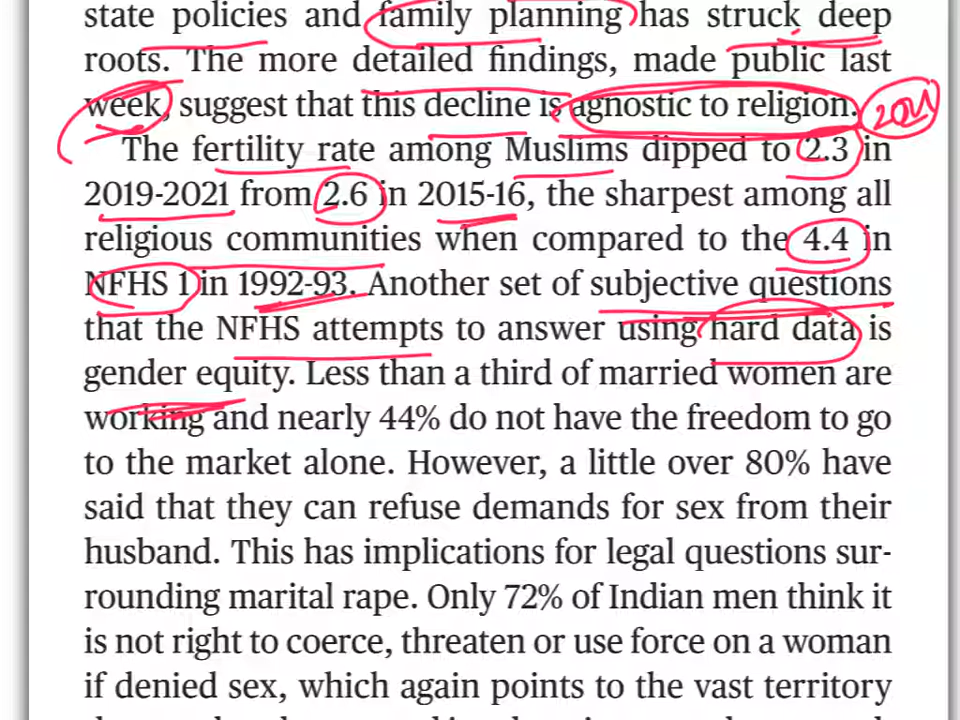 state policies and family planning has struck deep
roots. The more detailed findings, made public last
week, suggest that this decline is agnostic to religion. 2021
The fertility rate among Muslims dipped to 2.3 in
2019-2021 from 2.6 in 2015-16, the sharpest among all
religious communities when compared to the 4.4 in
NFHS 1 in 1992-93. Another set of subjective questions
that the NFHS attempts to answer using hard data is
gender equity. Less than a third of married women are
working and nearly 44% do not have the freedom to go
to the market alone. However, a little over 80% have
said that they can refuse demands for sex from their
husband. This has implications for legal questions sur-
rounding marital rape. Only 72% of Indian men think it
is not right to coerce, threaten or use force on a woman
if denied sex, which again points to the vast territory